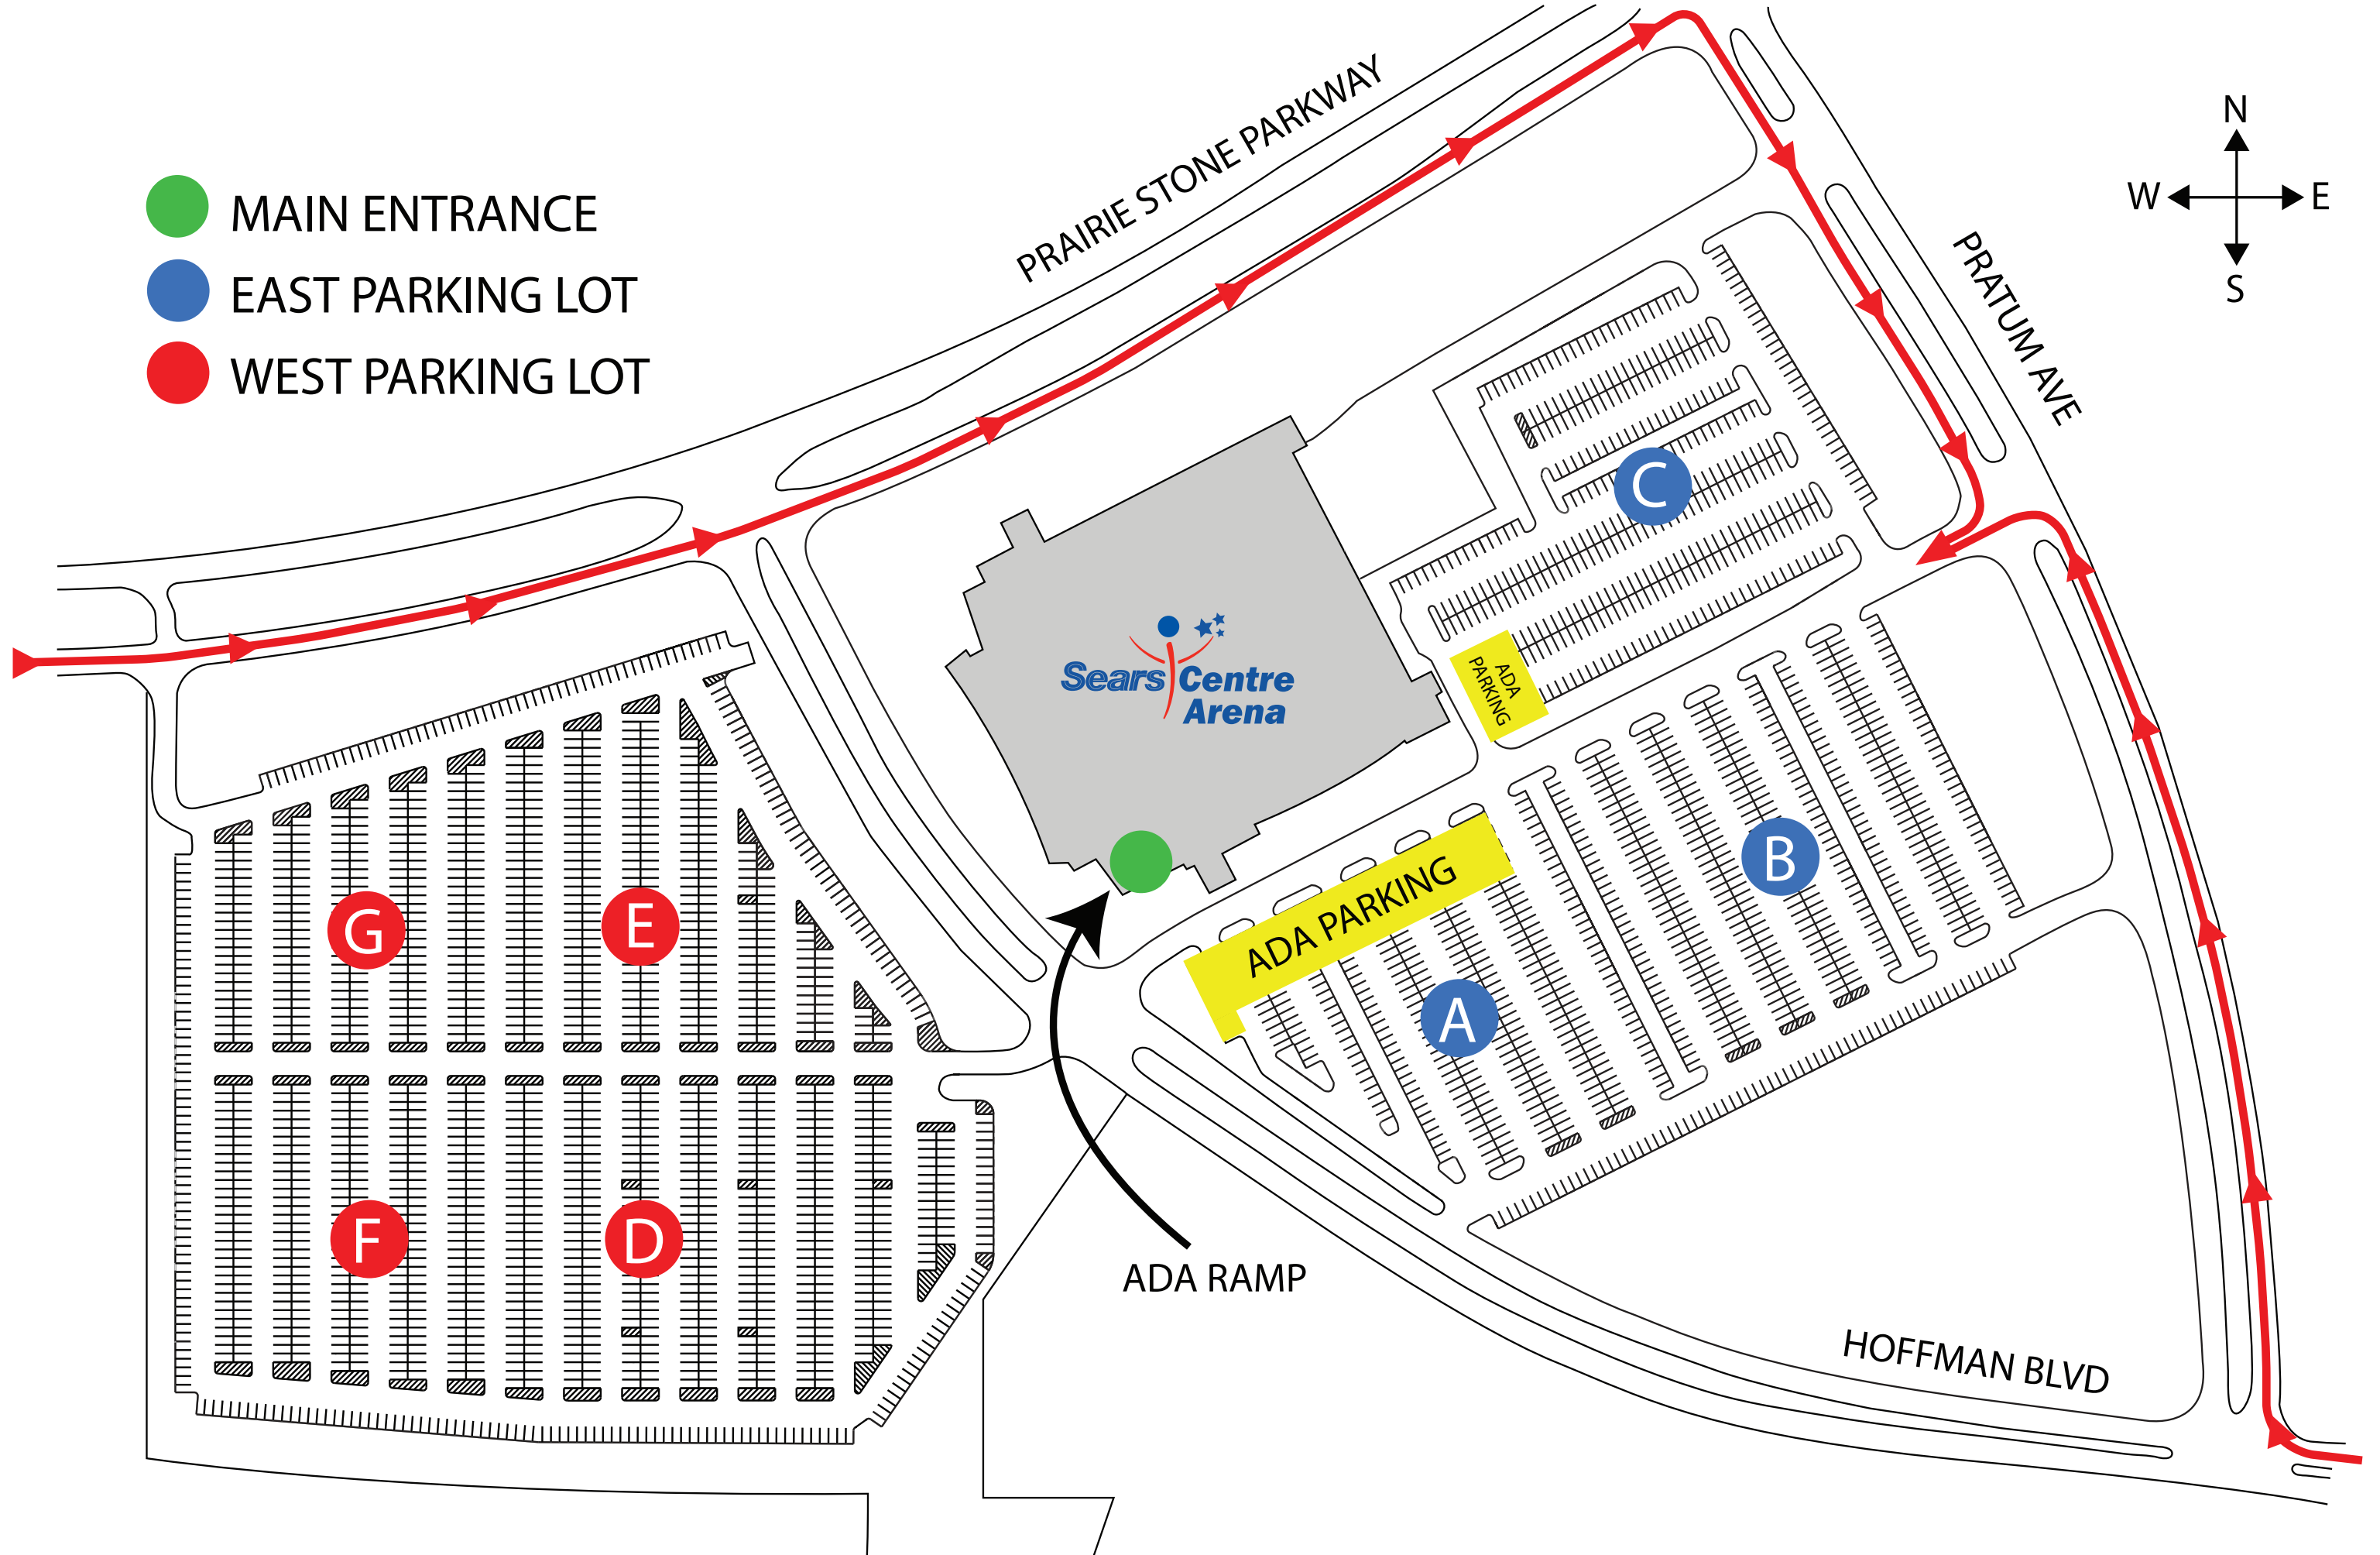 PRAIRIE STONE PARKWAY
N
W E
S
MAIN ENTRANCE
EAST PARKING LOT
WEST PARKING LOT
PRATUM AVE
C
Sears Centre
Arena
ADA
PARKING
B
ADA PARKING
G
E
A
F
D
ADA RAMP
HOFFMAN BLVD